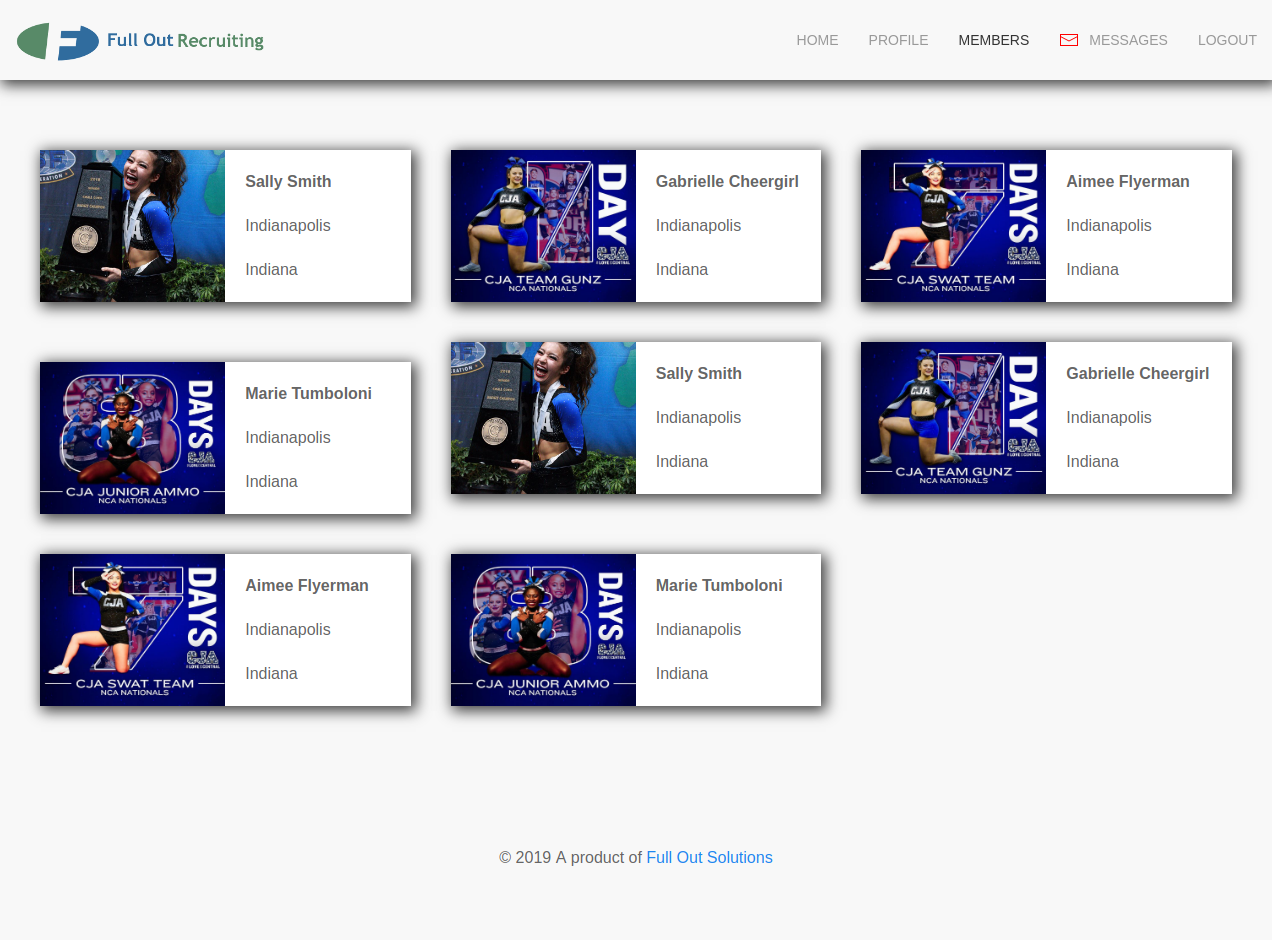 Full Out Recruiting
HOME PROFILE MEMBERS MESSAGES LOGOUT
Sally Smith
Indianapolis
Indiana
DAY
CJA
CJA TEAM GUNZ
NCA NATIONALS
Gabrielle Cheergirl
Indianapolis
Indiana
DAYS
CJA
CJA SWAT TEAM
NCA NATIONALS
Aimee Flyerman
Indianapolis
Indiana
8 DAYS
CJA JUNIOR AMMO
NCA NATIONALS
Marie Tumboloni
Indianapolis
Indiana
Sally Smith
Indianapolis
Indiana
DAY
CJA
CJA TEAM GUNZ
NCA NATIONALS
Gabrielle Cheergirl
Indianapolis
Indiana
7 DAYS
CJA
CJA SWAT TEAM
NCA NATIONALS
Aimee Flyerman
Indianapolis
Indiana
8 DAYS
CJA JUNIOR AMMO
NCA NATIONALS
Marie Tumboloni
Indianapolis
Indiana
© 2019 A product of Full Out Solutions